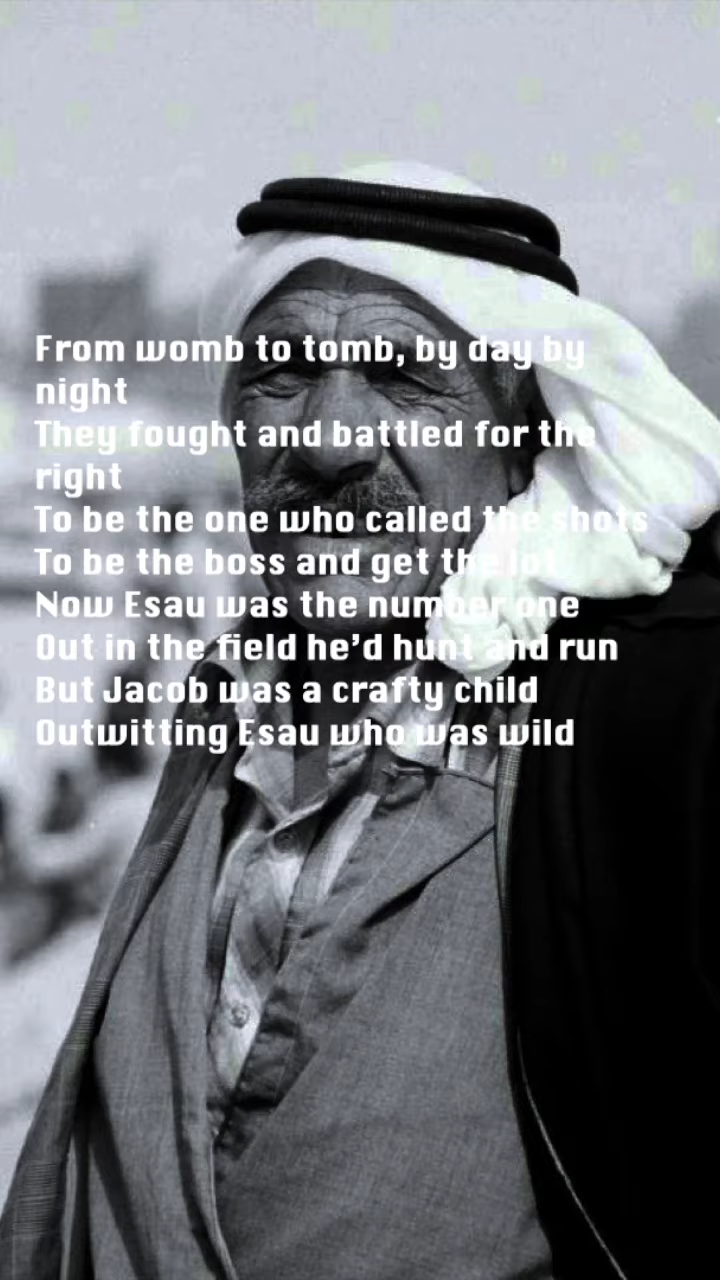 From womb to tomb, by day by
night
They fought and battled for the
right
To be the one who called the shots
To be the boss and get the lot
Now Esau was the number one
Out in the field he'd hunt and run
But Jacob was a crafty child
Outwitting Esau who was wild